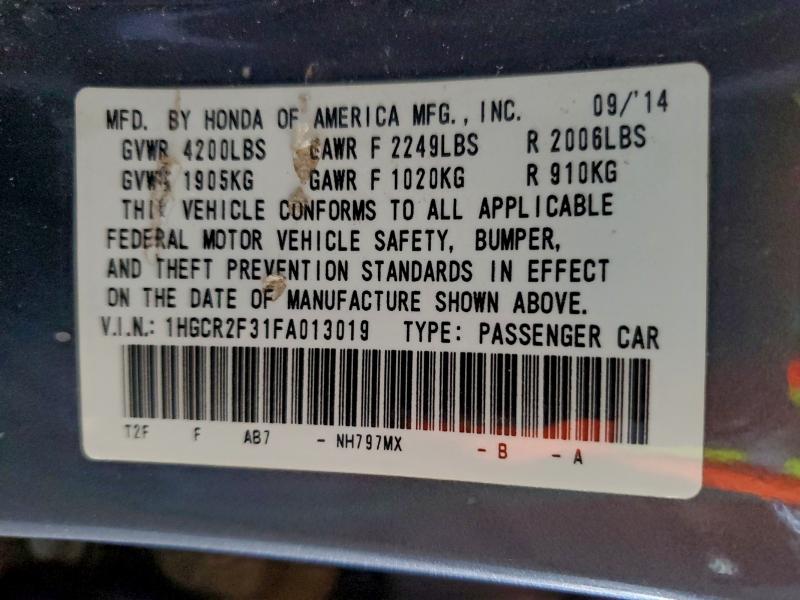 MFD. BY HONDA OF AMERICA MFG., INC. 09/'14
GVWR 4200LBS GAWR F 2249LBS R 2006LBS
GVWR 1905KG GAWR F 1020KG R 910KG
THIS VEHICLE CONFORMS TO ALL APPLICABLE
FEDERAL MOTOR VEHICLE SAFETY, BUMPER,
AND THEFT PREVENTION STANDARDS IN EFFECT
ON THE DATE OF MANUFACTURE SHOWN ABOVE.
V.I.N.: 1HGCR2F31FA013019 TYPE: PASSENGER CAR
T2F F AB7 - NH797MX - B - A